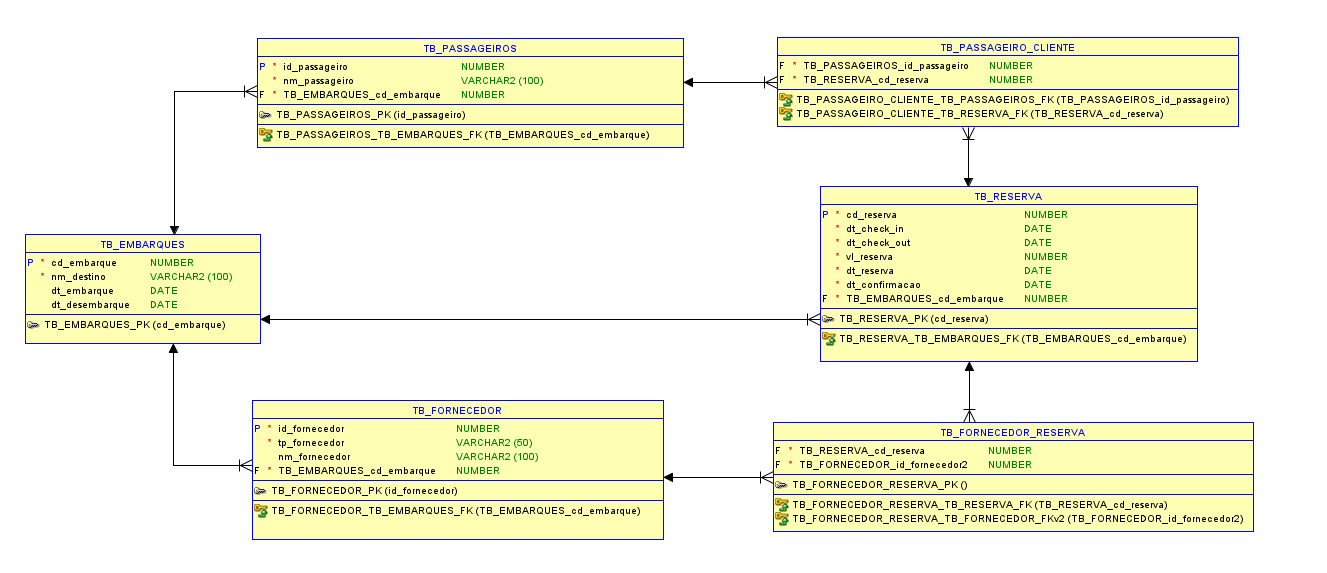 TB_PASSAGEIROS
P * id_passageiro NUMBER
* nm_passageiro VARCHAR2 (100)
F * TB_EMBARQUES_cd_embarque NUMBER
TB_PASSAGEIROS_PK (id_passageiro)
TB_PASSAGEIROS_TB_EMBARQUES_FK (TB_EMBARQUES_cd_embarque)
TB_PASSAGEIRO_CLIENTE
F * TB_PASSAGEIROS_id_passageiro NUMBER
F * TB_RESERVA_cd_reserva NUMBER
TB_PASSAGEIRO_CLIENTE_TB_PASSAGEIROS_FK (TB_PASSAGEIROS_id_passageiro)
TB_PASSAGEIRO_CLIENTE_TB_RESERVA_FK (TB_RESERVA_cd_reserva)
TB_EMBARQUES
P * cd_embarque NUMBER
* nm_destino VARCHAR2 (100)
dt_embarque DATE
dt_desembarque DATE
TB_EMBARQUES_PK (cd_embarque)
TB_RESERVA
P * cd_reserva NUMBER
* dt_check_in DATE
* dt_check_out DATE
* vl_reserva NUMBER
* dt_reserva DATE
* dt_confirmacao DATE
F * TB_EMBARQUES_cd_embarque NUMBER
TB_RESERVA_PK (cd_reserva)
TB_RESERVA_TB_EMBARQUES_FK (TB_EMBARQUES_cd_embarque)
TB_FORNECEDOR
P * id_fornecedor NUMBER
* tp_fornecedor VARCHAR2 (50)
nm_fornecedor VARCHAR2 (100)
F * TB_EMBARQUES_cd_embarque NUMBER
TB_FORNECEDOR_PK (id_fornecedor)
TB_FORNECEDOR_TB_EMBARQUES_FK (TB_EMBARQUES_cd_embarque)
TB_FORNECEDOR_RESERVA
F * TB_RESERVA_cd_reserva NUMBER
F * TB_FORNECEDOR_id_fornecedor2 NUMBER
TB_FORNECEDOR_RESERVA_PK ()
TB_FORNECEDOR_RESERVA_TB_RESERVA_FK (TB_RESERVA_cd_reserva)
TB_FORNECEDOR_RESERVA_TB_FORNECEDOR_FKv2 (TB_FORNECEDOR_id_fornecedor2)